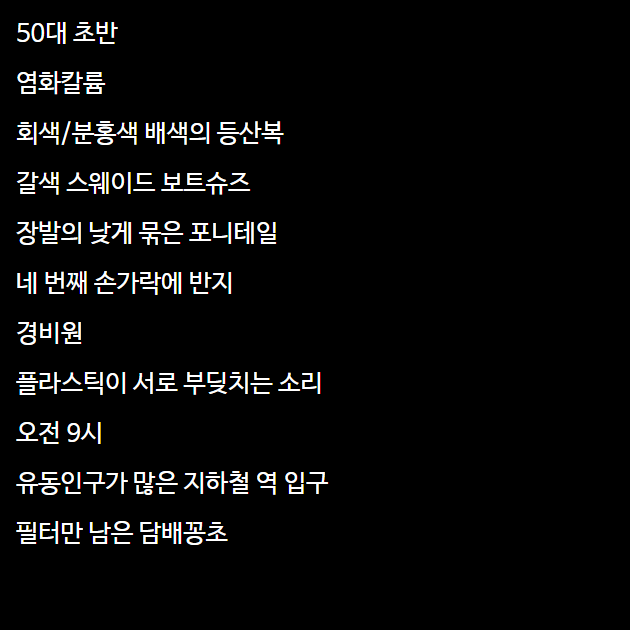 50대 초반
염화칼륨
회색/분홍색 배색의 등산복
갈색 스웨이드 보트슈즈
장발의 낮게 묶은 포니테일
네 번째 손가락에 반지
경비원
플라스틱이 서로 부딪치는 소리
오전 9시
유동인구가 많은 지하철 역 입구
필터만 남은 담배꽁초